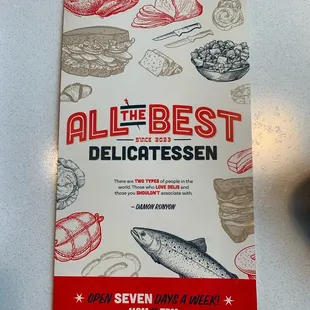 ALL THE BEST
SINCE 2023
DELICATESSEN
There are TWO TYPES of people in the
world. Those who LOVE DELIS and
those you SHOULDN'T associate with.
— DAMON RUNYON
OPEN SEVEN DAYS A WEEK!